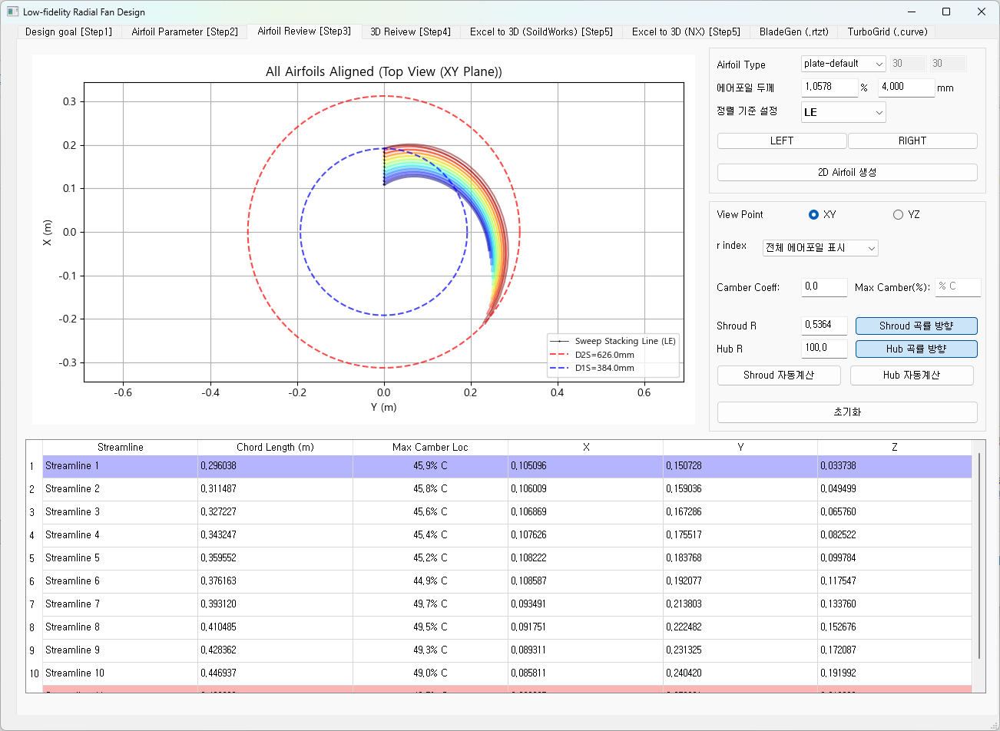 Low-fidelity Radial Fan Design
Design goal [Step1] Airfoil Parameter [Step2] Airfoil Review [Step3] 3D Reivew [Step4] Excel to 3D (SoildWorks) [Step5] Excel to 3D (NX) [Step5] BladeGen (.rtzt) TurboGrid (.curve)
All Airfoils Aligned (Top View (XY Plane))
X (m)
0.3
0.2
0.1
0.0
-0.1
-0.2
-0.3
-0.6 -0.4 -0.2 0.0 0.2 0.4 0.6
Y (m)
Sweep Stacking Line (LE)
D2S=626.0mm
D1S=384.0mm
Airfoil Type plate-default 30 30
에어포일 두께 1.0578 % 4.000 mm
정렬 기준 설정 LE
LEFT RIGHT
2D Airfoil 생성
View Point XY YZ
r index 전체 에어포일 표시
Camber Coeff: 0.0 Max Camber(%): % C
Shroud R 0.5364 Shroud 곡률 방향
Hub R 100.0 Hub 곡률 방향
Shroud 자동계산 Hub 자동계산
초기화
Streamline Chord Length (m) Max Camber Loc X Y Z
1 Streamline 1 0.296038 45.9% C 0.105096 0.150728 0.033738
2 Streamline 2 0.311487 45.8% C 0.106009 0.159036 0.049499
3 Streamline 3 0.327227 45.6% C 0.106869 0.167286 0.065760
4 Streamline 4 0.343247 45.4% C 0.107626 0.175517 0.082522
5 Streamline 5 0.359552 45.2% C 0.108222 0.183768 0.099784
6 Streamline 6 0.376163 44.9% C 0.108587 0.192077 0.117547
7 Streamline 7 0.393120 49.7% C 0.093491 0.213803 0.133760
8 Streamline 8 0.410485 49.5% C 0.091751 0.222482 0.152676
9 Streamline 9 0.428362 49.3% C 0.089311 0.231325 0.172087
10 Streamline 10 0.446937 49.0% C 0.085811 0.240420 0.191992